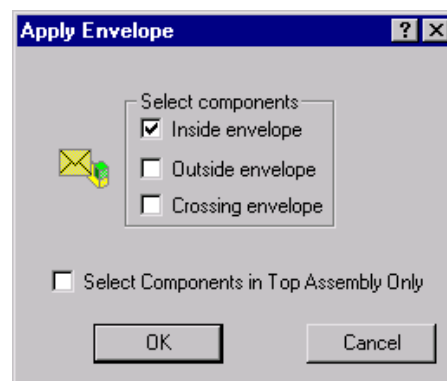 Apply Envelope
Select components
Inside envelope
Outside envelope
Crossing envelope
Select Components in Top Assembly Only
OK
Cancel